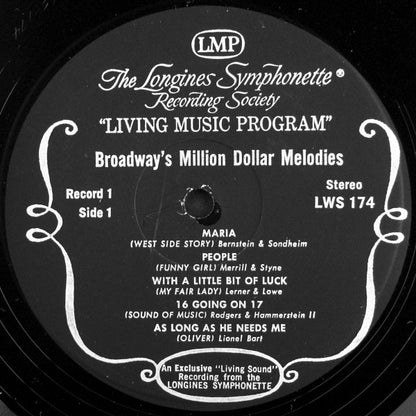 LMP
The Longines Symphonette®
Recording Society
"LIVING MUSIC PROGRAM"
Broadway's Million Dollar Melodies
Record 1
Side 1
Stereo
LWS 174
MARIA
(WEST SIDE STORY) Bernstein & Sondheim
PEOPLE
(FUNNY GIRL) Merrill & Styne
WITH A LITTLE BIT OF LUCK
(MY FAIR LADY) Lerner & Lowe
16 GOING ON 17
(SOUND OF MUSIC) Rodgers & Hammerstein II
AS LONG AS HE NEEDS ME
(OLIVER) Lionel Bart
An Exclusive "Living Sound"
Recording from the
LONGINES SYMPHONETTE